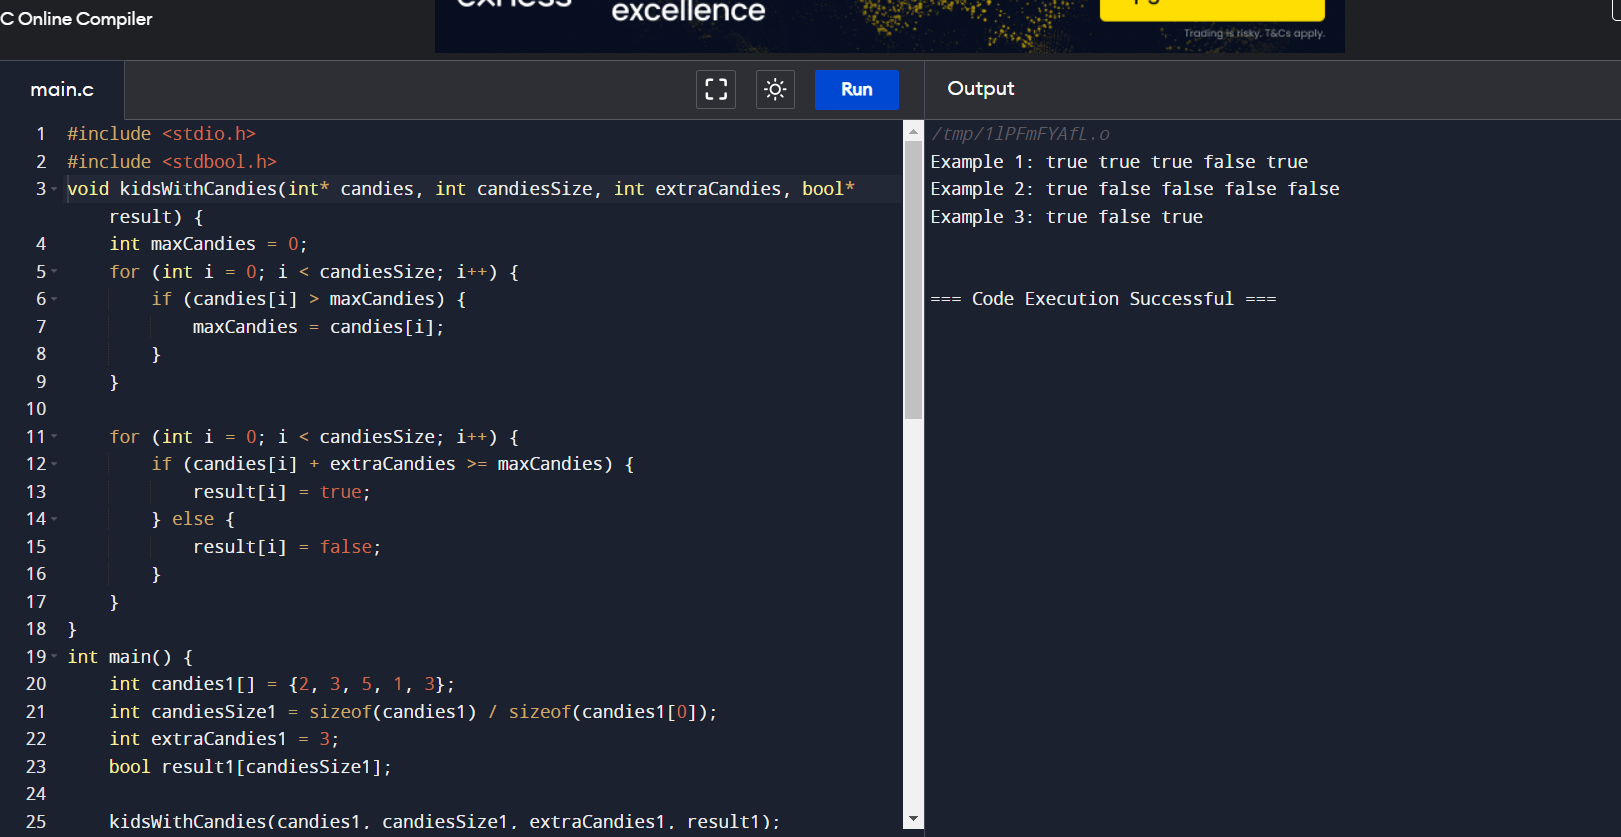 C Online Compiler
excellence
Trading is risky. T&Cs apply.
main.c
Run
Output
1 #include <stdio.h>
2 #include <stdbool.h>
3 void kidsWithCandies(int* candies, int candiesSize, int extraCandies, bool*
result) {
4 int maxCandies = 0;
5 for (int i = 0; i < candiesSize; i++) {
6 if (candies[i] > maxCandies) {
7 maxCandies = candies[i];
8 }
9 }
10
11 for (int i = 0; i < candiesSize; i++) {
12 if (candies[i] + extraCandies >= maxCandies) {
13 result[i] = true;
14 } else {
15 result[i] = false;
16 }
17 }
18 }
19 int main() {
20 int candies1[] = {2, 3, 5, 1, 3};
21 int candiesSize1 = sizeof(candies1) / sizeof(candies1[0]);
22 int extraCandies1 = 3;
23 bool result1[candiesSize1];
24
25 kidsWithCandies(candies1, candiesSize1, extraCandies1, result1);
/tmp/1lPFmFYAfL.o
Example 1: true true true false true
Example 2: true false false false false
Example 3: true false true
=== Code Execution Successful ===